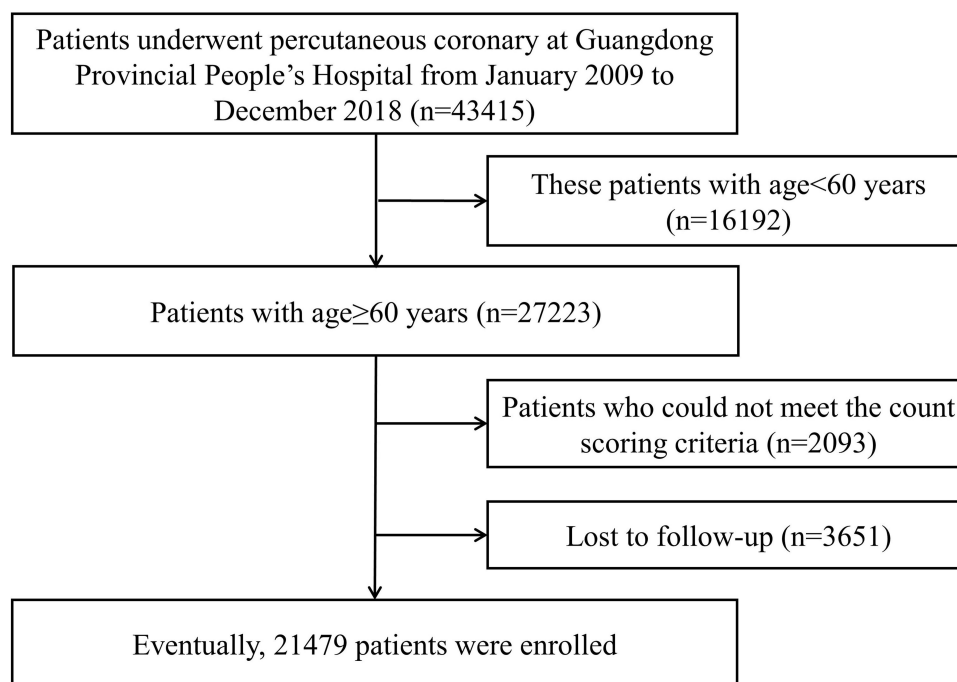 Patients underwent percutaneous coronary at Guangdong
Provincial People’s Hospital from January 2009 to
December 2018 (n=43415)
These patients with age<60 years
(n=16192)
Patients with age≥60 years (n=27223)
Patients who could not meet the count
scoring criteria (n=2093)
Lost to follow-up (n=3651)
Eventually, 21479 patients were enrolled